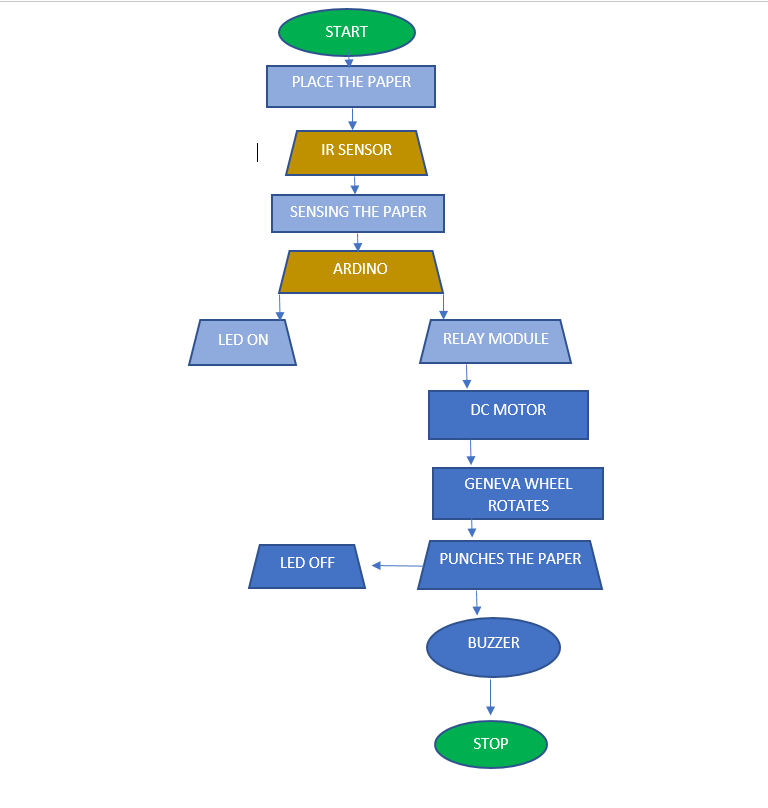 START
PLACE THE PAPER
IR SENSOR
SENSING THE PAPER
ARDINO
LED ON
RELAY MODULE
DC MOTOR
GENEVA WHEEL
ROTATES
PUNCHES THE PAPER
LED OFF
BUZZER
STOP